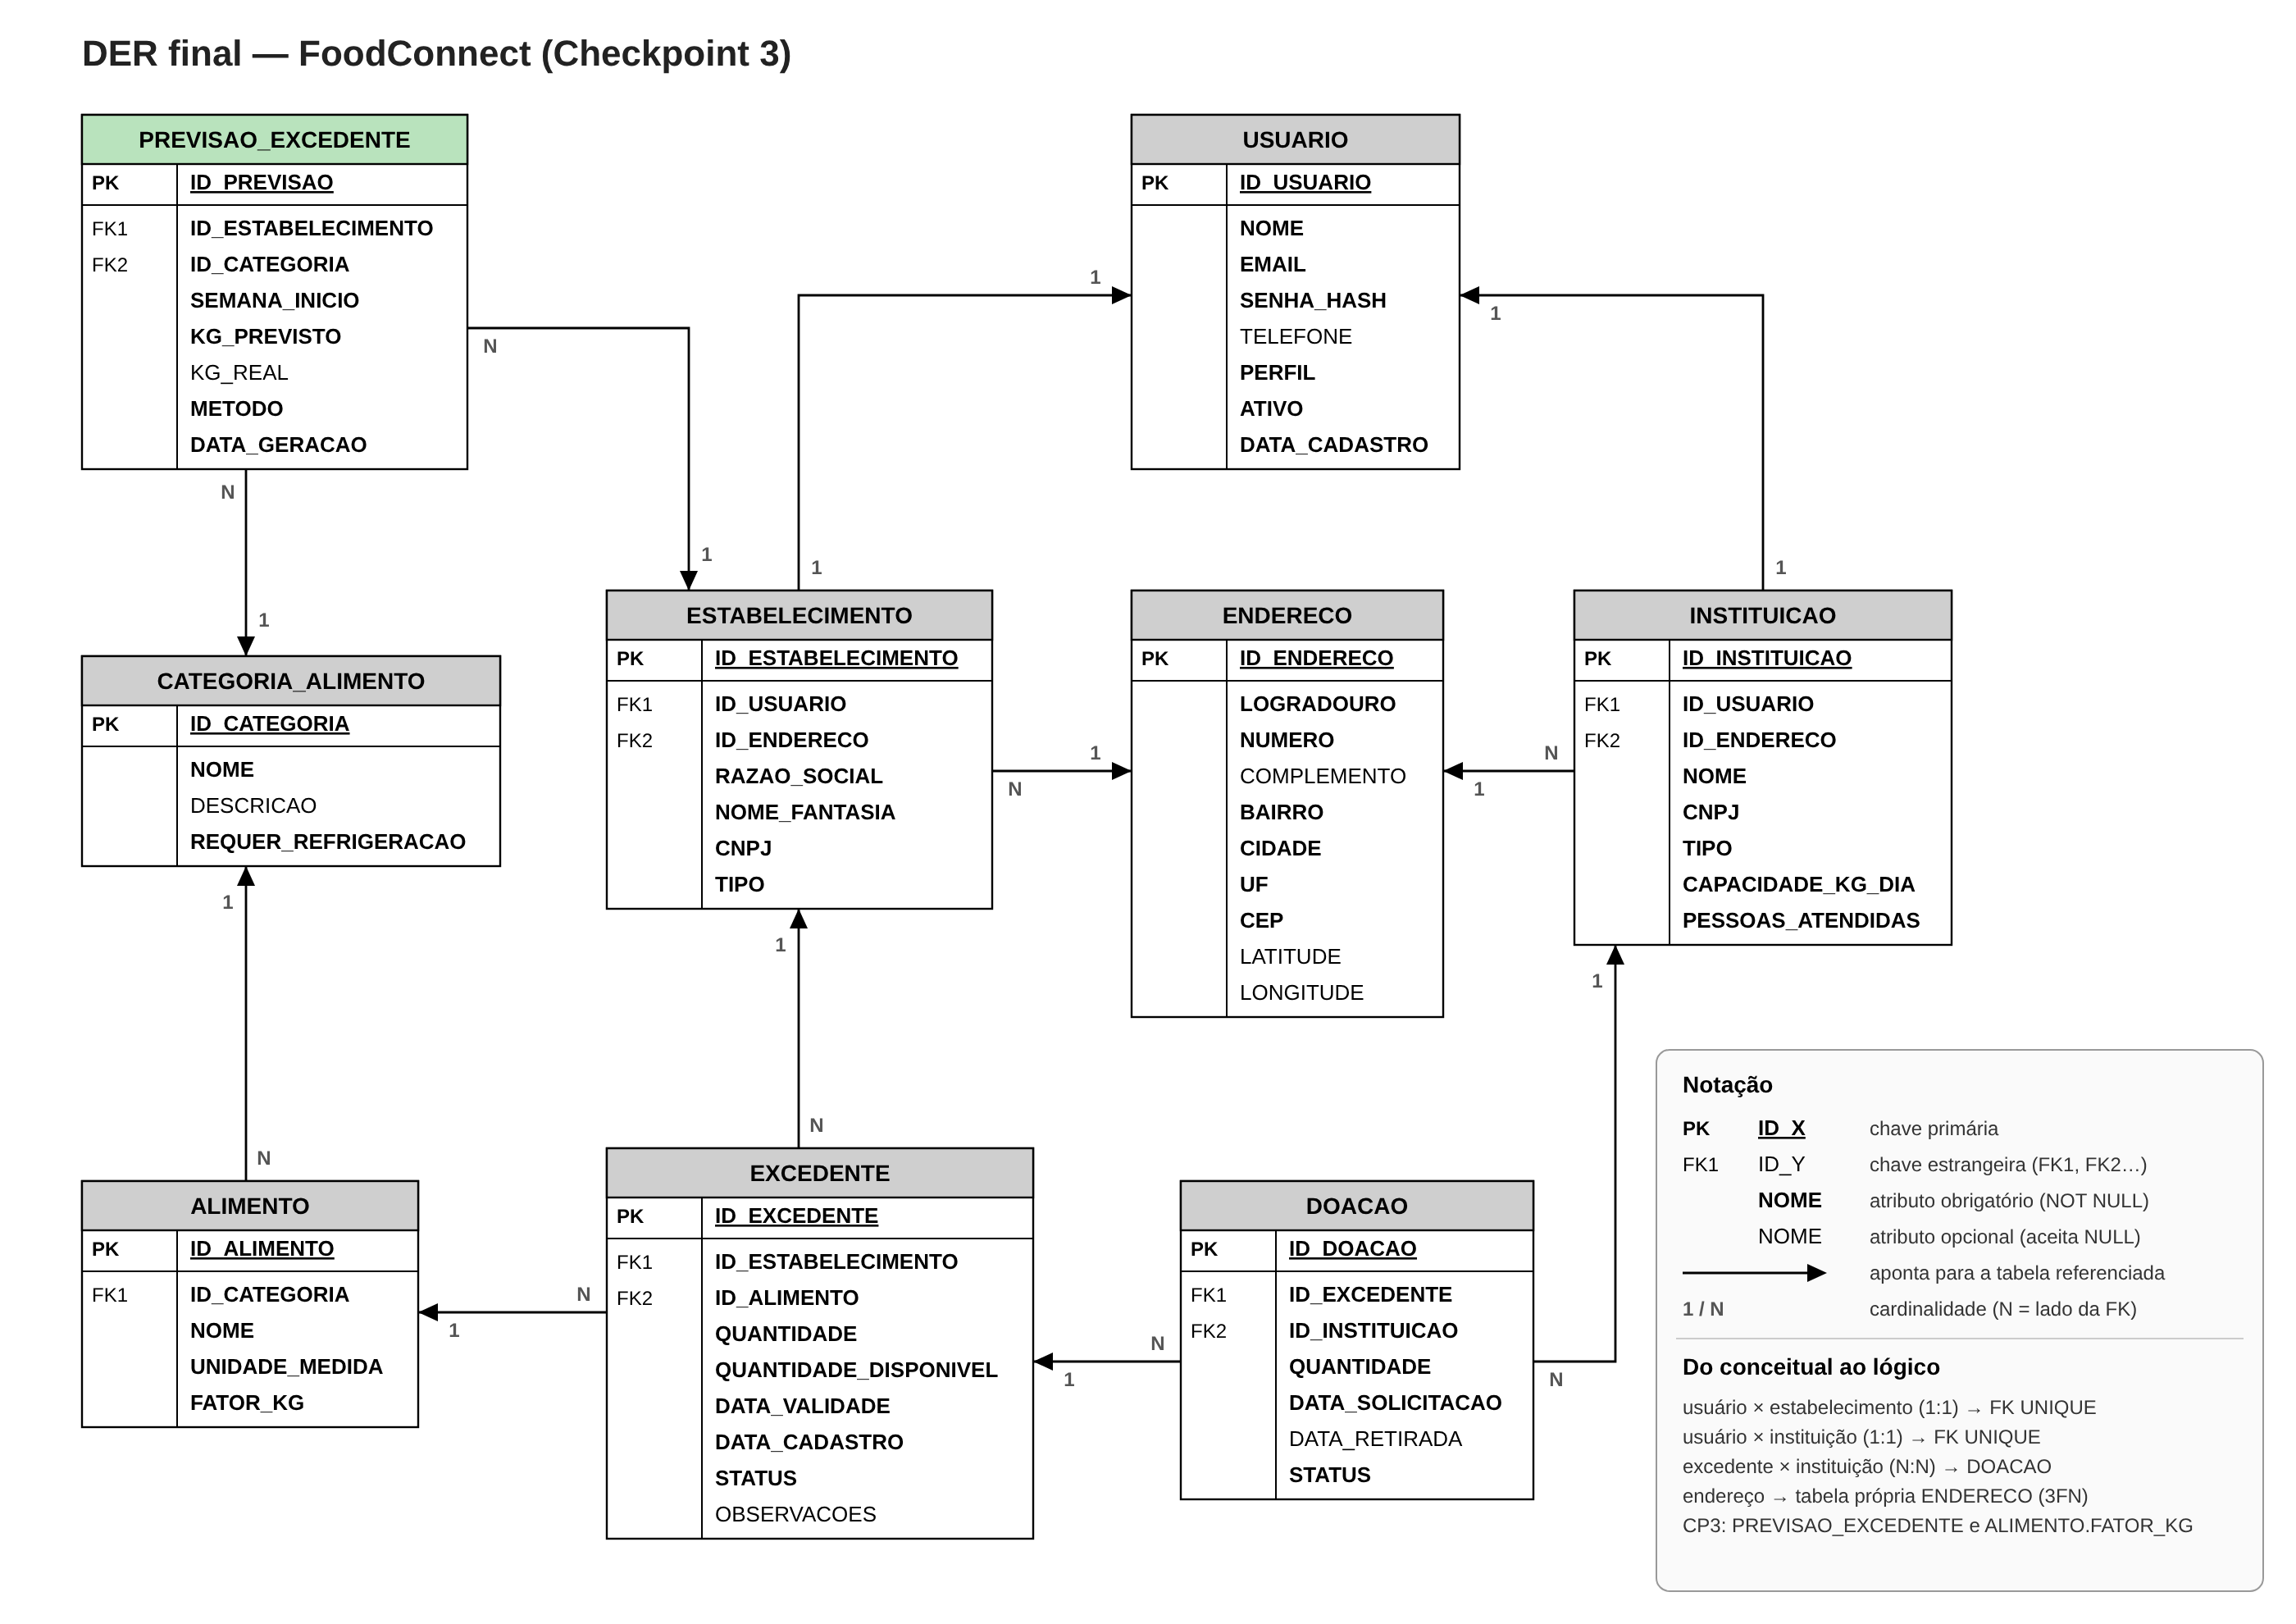 DER final — FoodConnect (Checkpoint 3)
PREVISAO_EXCEDENTE
PK ID_PREVISAO
FK1 ID_ESTABELECIMENTO
FK2 ID_CATEGORIA
SEMANA_INICIO
KG_PREVISTO
KG_REAL
METODO
DATA_GERACAO
N
1
N
1
USUARIO
PK ID_USUARIO
NOME
EMAIL
SENHA_HASH
TELEFONE
PERFIL
ATIVO
DATA_CADASTRO
1
1
1
1
CATEGORIA_ALIMENTO
PK ID_CATEGORIA
NOME
DESCRICAO
REQUER_REFRIGERACAO
1
N
ESTABELECIMENTO
PK ID_ESTABELECIMENTO
FK1 ID_USUARIO
FK2 ID_ENDERECO
RAZAO_SOCIAL
NOME_FANTASIA
CNPJ
TIPO
1
N
1
N
ENDERECO
PK ID_ENDERECO
LOGRADOURO
NUMERO
COMPLEMENTO
BAIRRO
CIDADE
UF
CEP
LATITUDE
LONGITUDE
N
1
INSTITUICAO
PK ID_INSTITUICAO
FK1 ID_USUARIO
FK2 ID_ENDERECO
NOME
CNPJ
TIPO
CAPACIDADE_KG_DIA
PESSOAS_ATENDIDAS
1
ALIMENTO
PK ID_ALIMENTO
FK1 ID_CATEGORIA
NOME
UNIDADE_MEDIDA
FATOR_KG
N
1
EXCEDENTE
PK ID_EXCEDENTE
FK1 ID_ESTABELECIMENTO
FK2 ID_ALIMENTO
QUANTIDADE
QUANTIDADE_DISPONIVEL
DATA_VALIDADE
DATA_CADASTRO
STATUS
OBSERVACOES
N
1
DOACAO
PK ID_DOACAO
FK1 ID_EXCEDENTE
FK2 ID_INSTITUICAO
QUANTIDADE
DATA_SOLICITACAO
DATA_RETIRADA
STATUS
N
Notação
PK ID_X chave primária
FK1 ID_Y chave estrangeira (FK1, FK2…)
NOME atributo obrigatório (NOT NULL)
NOME atributo opcional (aceita NULL)
aponta para a tabela referenciada
1 / N cardinalidade (N = lado da FK)
Do conceitual ao lógico
usuário × estabelecimento (1:1) → FK UNIQUE
usuário × instituição (1:1) → FK UNIQUE
excedente × instituição (N:N) → DOACAO
endereço → tabela própria ENDERECO (3FN)
CP3: PREVISAO_EXCEDENTE e ALIMENTO.FATOR_KG